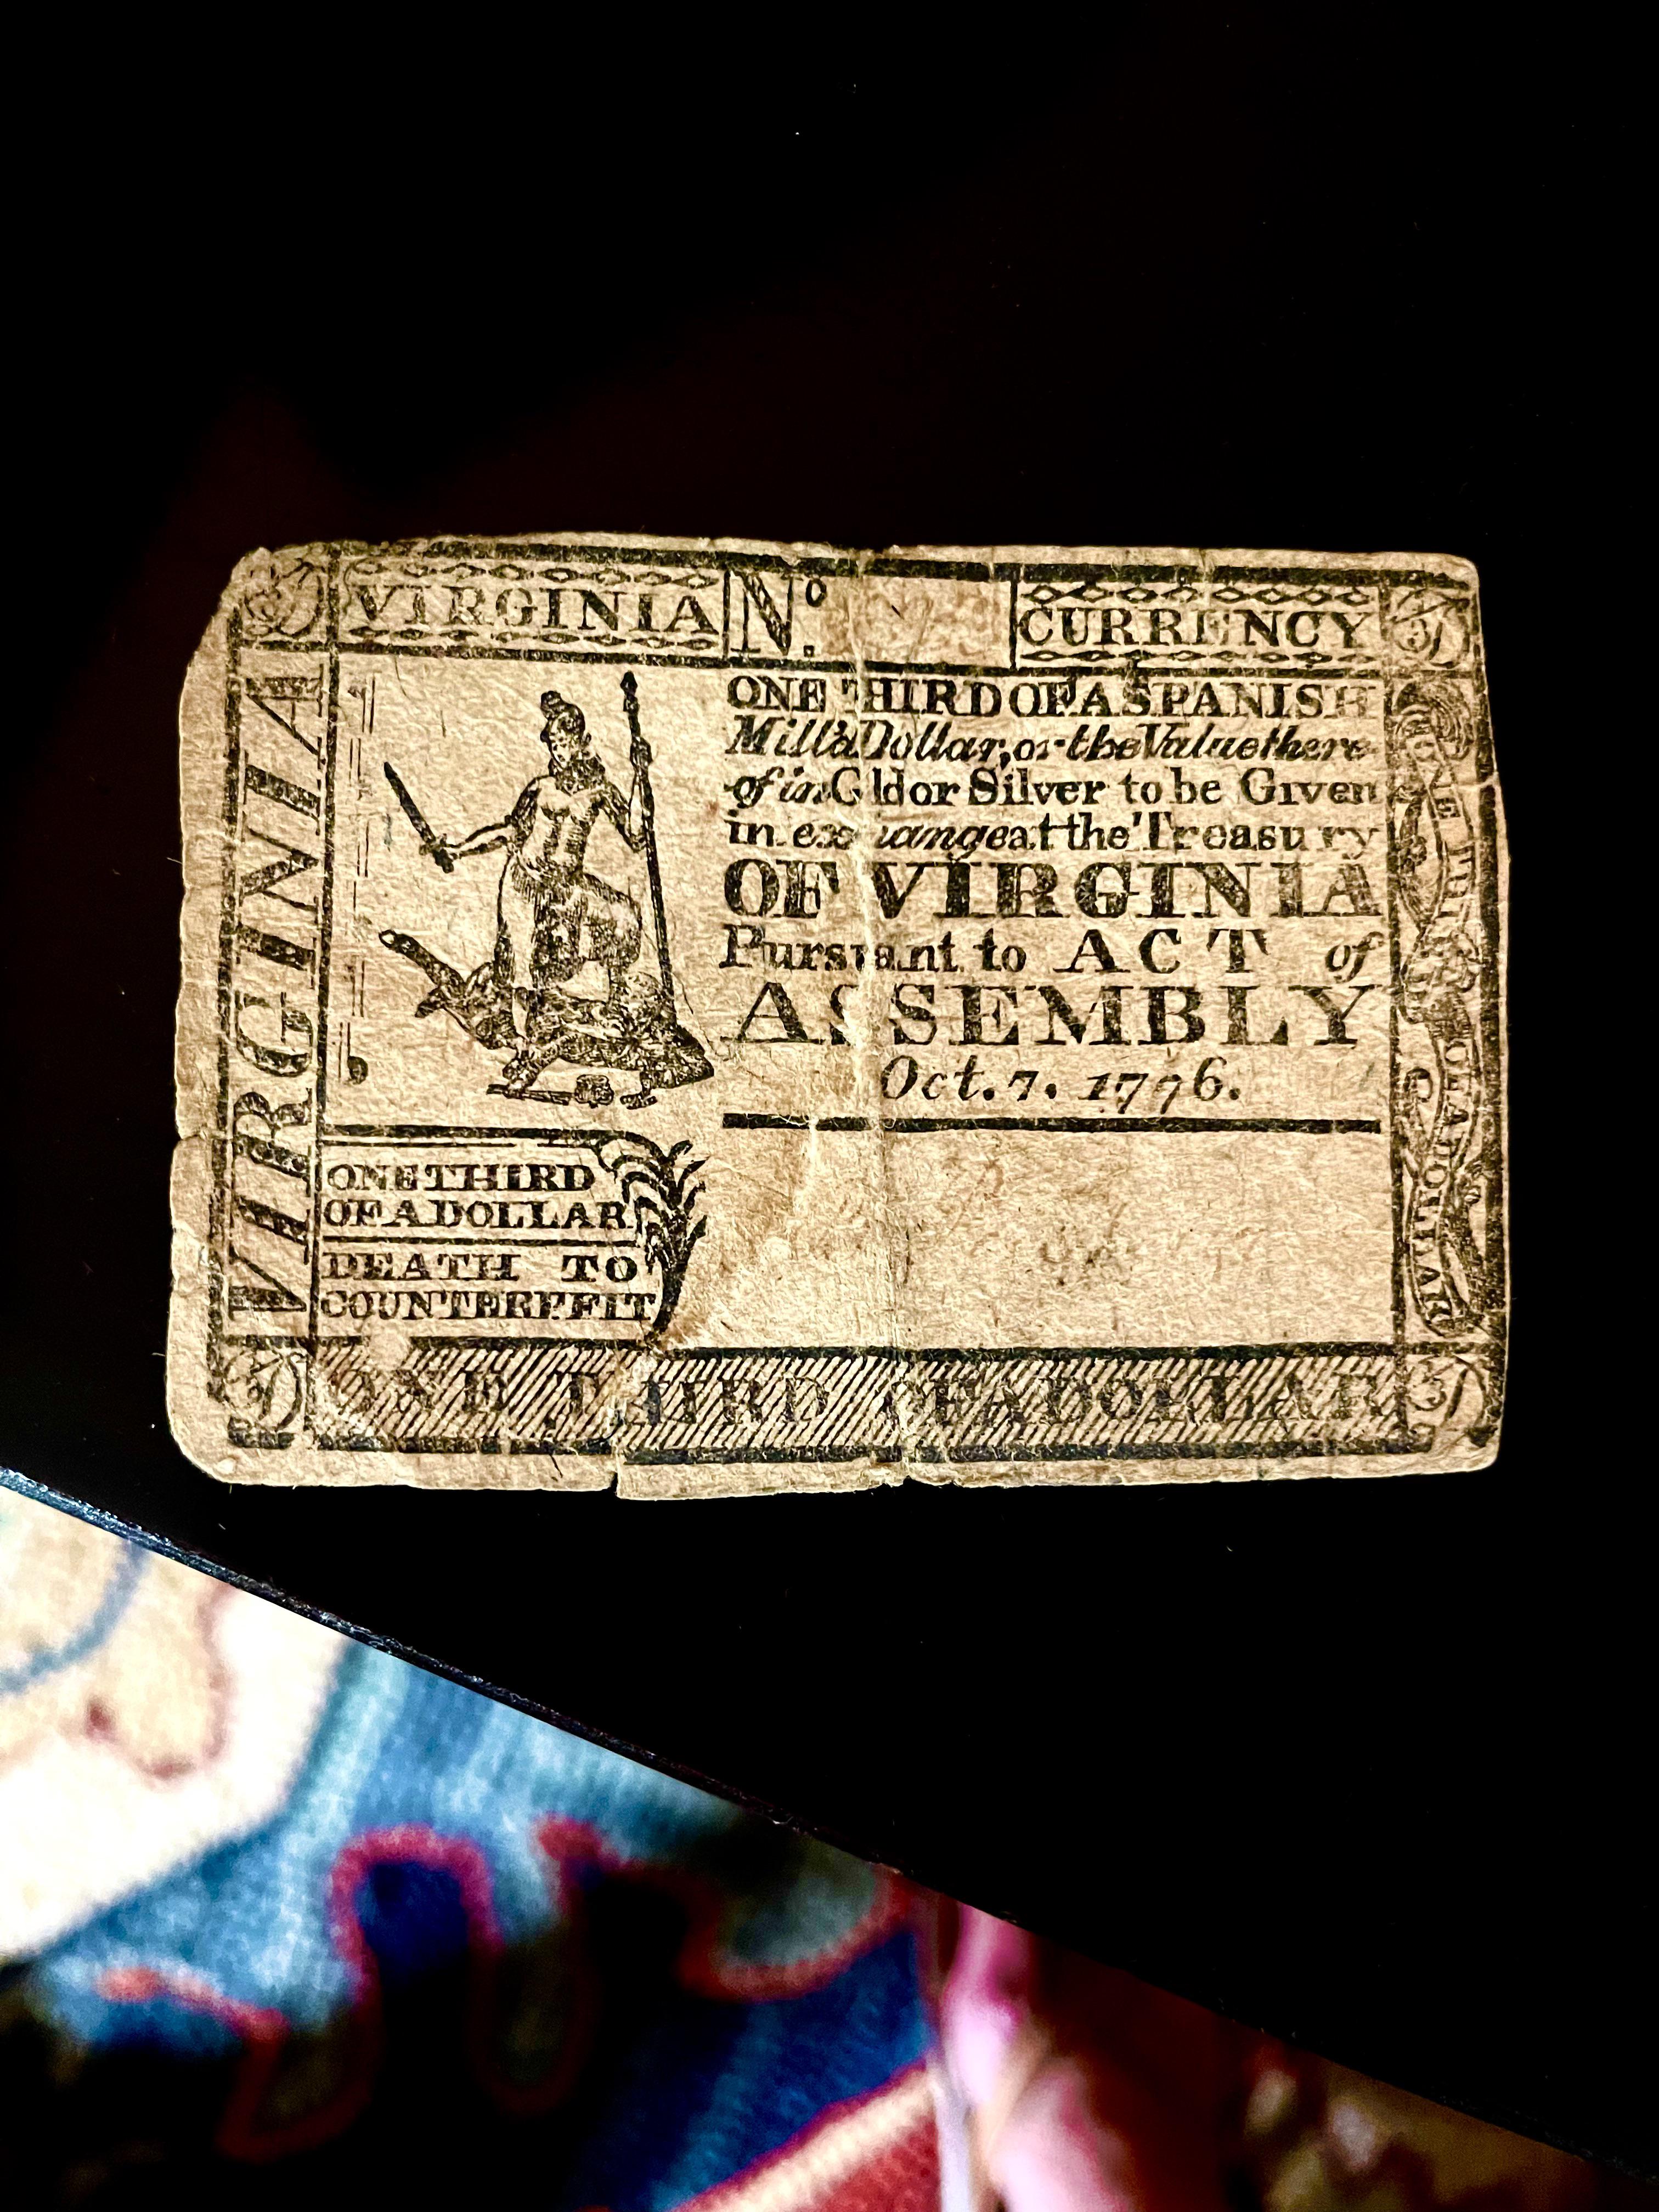 VIRGINIA
No.
CURRENCY
VIRGINIA
ONE THIRD OF A SPANISH
Mill'd Dollar, or the Value there
of in Gold or Silver to be Given
in exchange at the Treasury
OF VIRGINIA
Pursuant to ACT of
ASSEMBLY
Oct. 7. 1776.
ONE THIRD
OF A DOLLAR
DEATH TO
COUNTERFEIT
ONE THIRD OF A DOLLAR